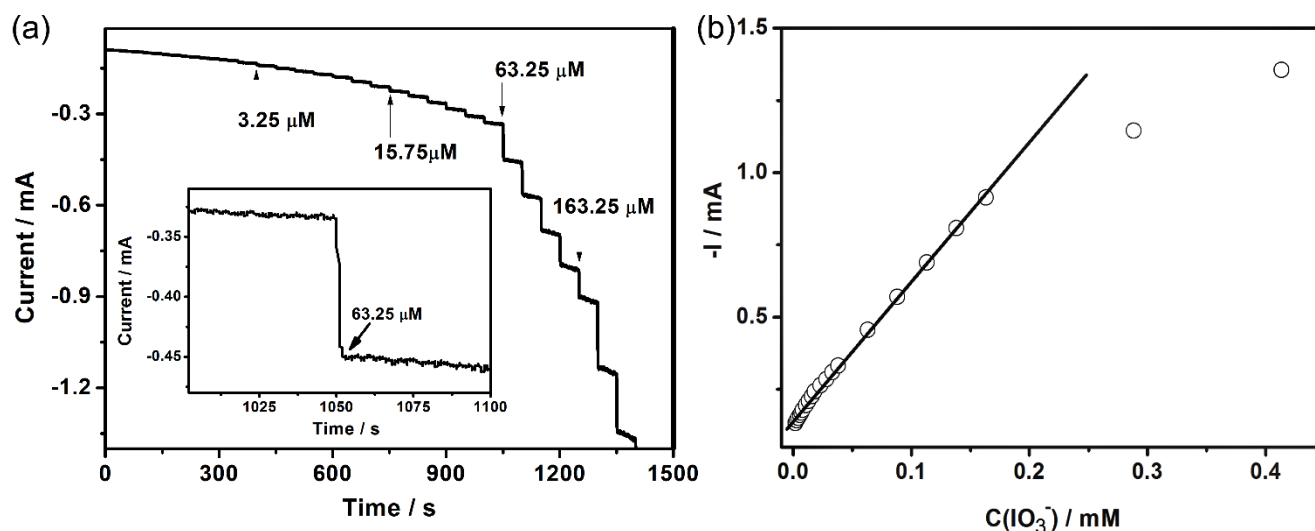 (a)
63.25 μM
3.25 μM
15.75μM
163.25 μM
-0.3
-0.6
-0.9
-1.2
Current / mA
0
300
600
900
1200
1500
Time / s
-0.35
-0.40
-0.45
Current / mA
63.25 μM
1025
1050
1075
1100
Time / s
(b)
1.5
1.0
0.5
-I / mA
0.0
0.1
0.2
0.3
0.4
C(IO₃⁻) / mM